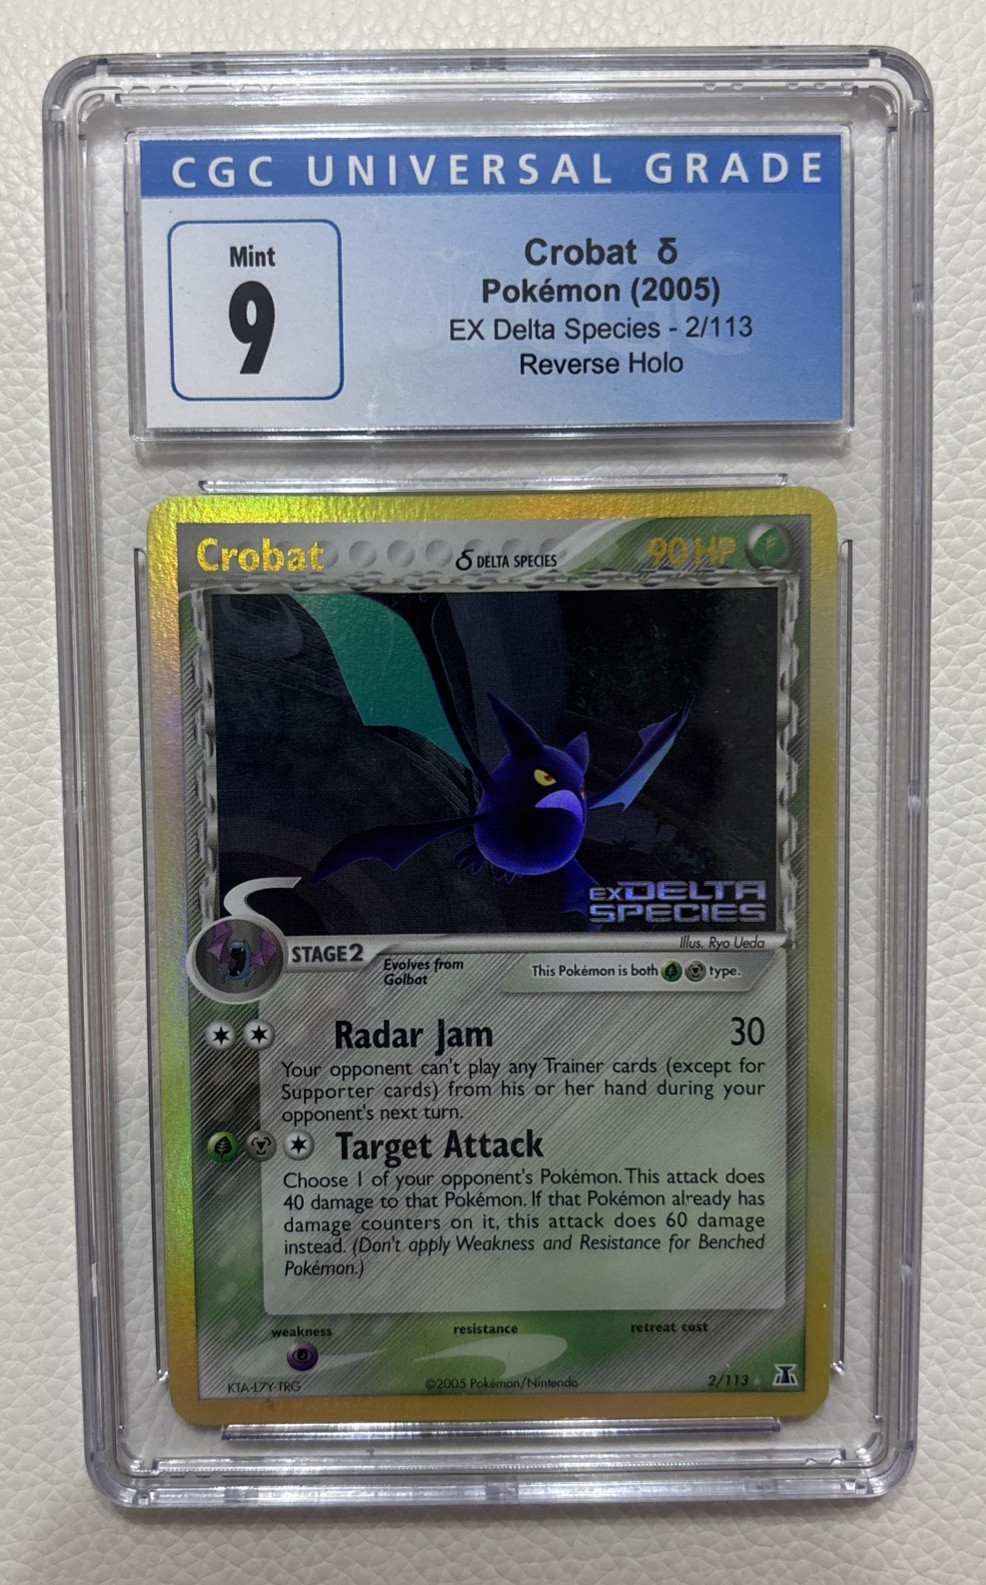 CGC UNIVERSAL GRADE
Mint
9
Crobat δ
Pokémon (2005)
EX Delta Species - 2/113
Reverse Holo
Crobat δ DELTA SPECIES 90 HP
EX DELTA
SPECIES
Illus. Ryo Ueda
STAGE2 Evolves from
Golbat
This Pokémon is both type.
Radar Jam 30
Your opponent can't play any Trainer cards (except for
Supporter cards) from his or her hand during your
opponent's next turn.
Target Attack
Choose 1 of your opponent's Pokémon. This attack does
40 damage to that Pokémon. If that Pokémon already has
damage counters on it, this attack does 60 damage
instead. (Don't apply Weakness and Resistance for Benched
Pokémon.)
weakness resistance retreat cost
KTA-L7Y-TRG ©2005 Pokémon/Nintendo 2/113